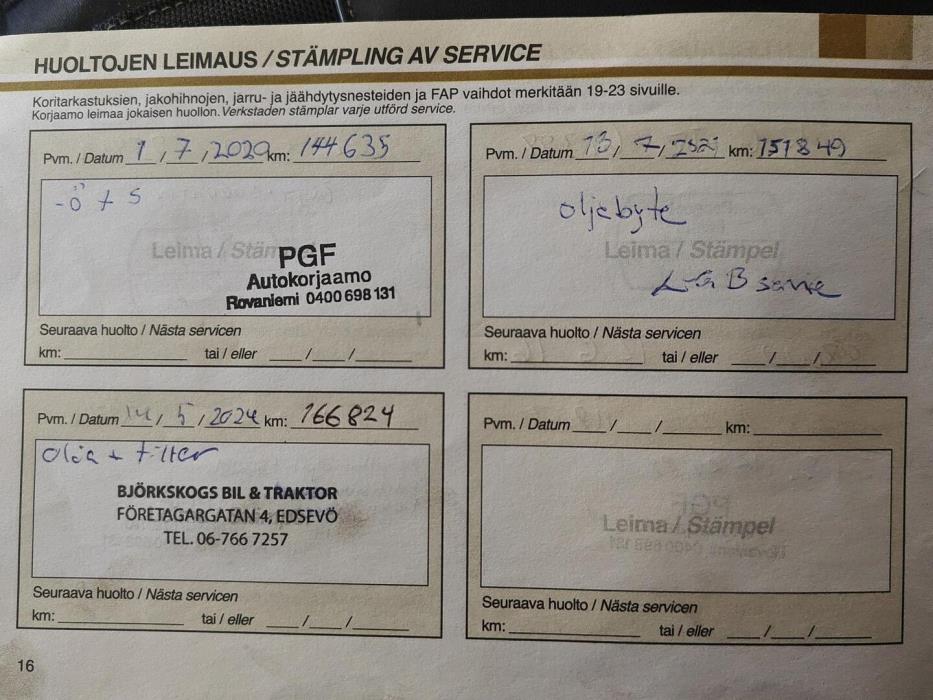 HUOLTOJEN LEIMAUS / STÄMPLING AV SERVICE
Koritarkastuksien, jakohihnojen, jarru- ja jäähdytysnesteiden ja FAP vaihdot merkitään 19-23 sivuille.
Korjaamo leimaa jokaisen huollon. Verkstaden stämplar varje utförd service.
Pvm. / Datum 1 / 7 / 2020 km: 144635
-ö + s
Leima / Stäm
PGF
Autokorjaamo
Rovaniemi 0400 698 131
Seuraava huolto / Nästa servicen
km: tai / eller / /
Pvm. / Datum / 7 / km: 151849
oljebyte
Leima / Stämpel
Seuraava huolto / Nästa servicen
km: tai / eller / /
Pvm. / Datum 14 / 5 / 2024 km: 166824
olja + filter
BJÖRKSKOGS BIL & TRAKTOR
FÖRETAGARGATAN 4, EDSEVÖ
TEL. 06-766 7257
Seuraava huolto / Nästa servicen
km: tai / eller / /
Pvm. / Datum / / km:
Leima / Stämpel
Seuraava huolto / Nästa servicen
km: tai / eller / /
16